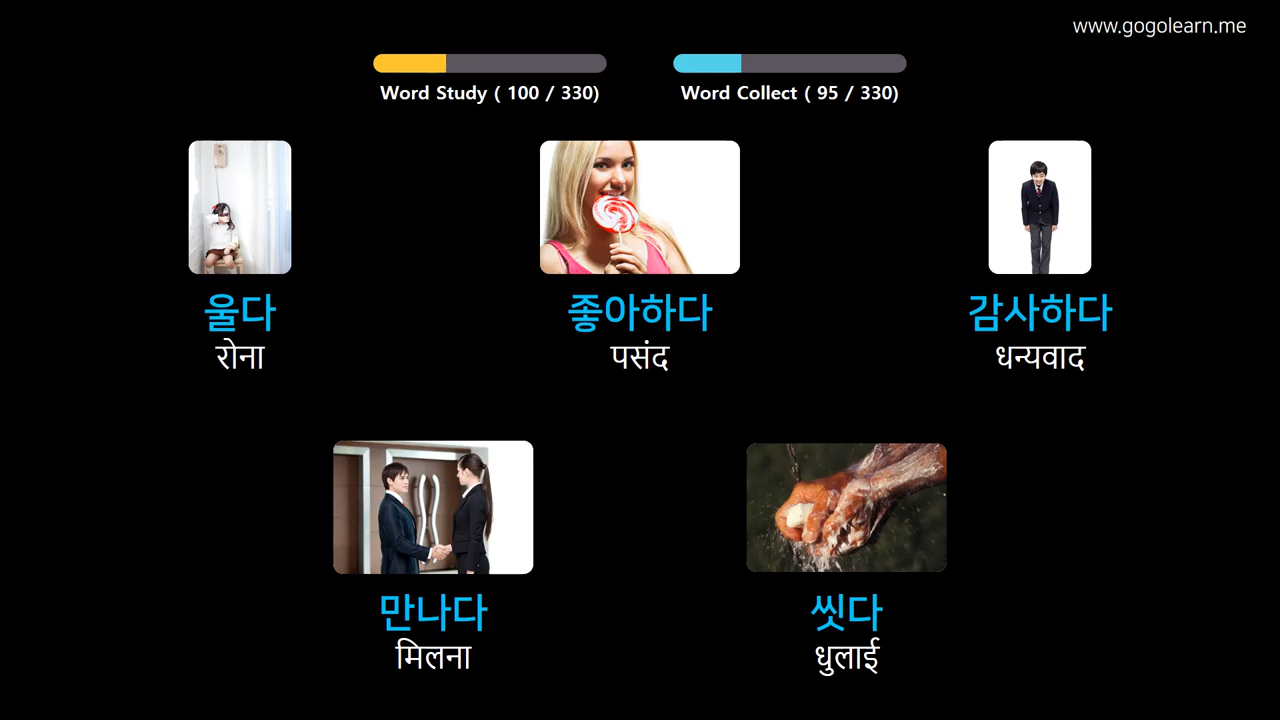 www.gogolearn.me
Word Study ( 100 / 330)
Word Collect ( 95 / 330)
울다
रोना
좋아하다
पसंद
감사하다
धन्यवाद
만나다
मिलना
씻다
धुलाई